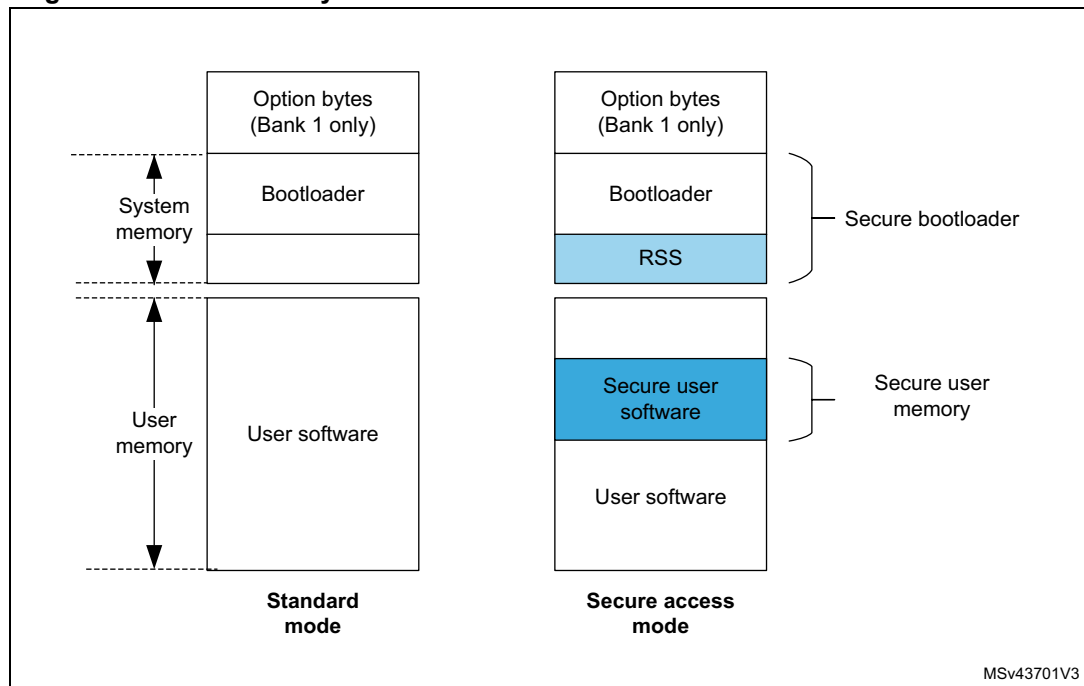 Option bytes
(Bank 1 only)
Option bytes
(Bank 1 only)
Bootloader
Bootloader
System
memory
Secure bootloader
RSS
Secure user
software
Secure user
memory
User
memory
User software
User software
Standard
mode
Secure access
mode
MSv43701V3